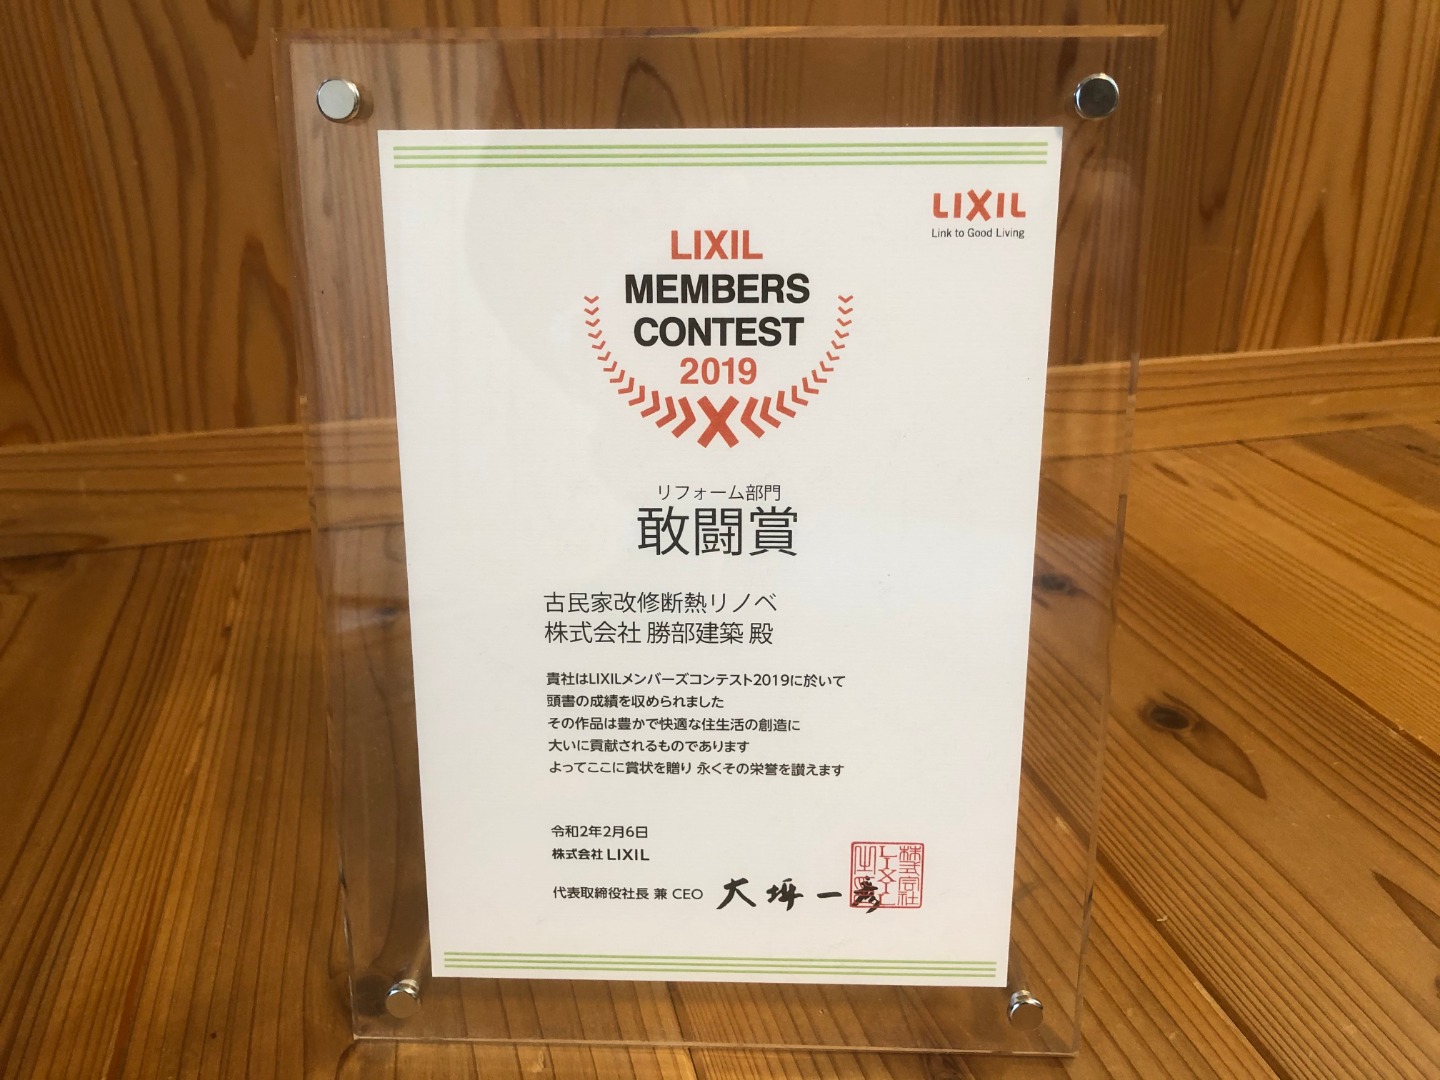 LIXIL
Link to Good Living
LIXIL
MEMBERS
CONTEST
2019
リフォーム部門
敢闘賞
古民家改修断熱リノベ
株式会社 勝部建築 殿
貴社はLIXILメンバーズコンテスト2019に於いて
頭書の成績を収められました
その作品は豊かで快適な住生活の創造に
大いに貢献されるものであります
よってここに賞状を贈り 永くその栄誉を讃えます
令和2年2月6日
株式会社 LIXIL
代表取締役社長 兼 CEO 大坪一彦
株式会社
LIXIL